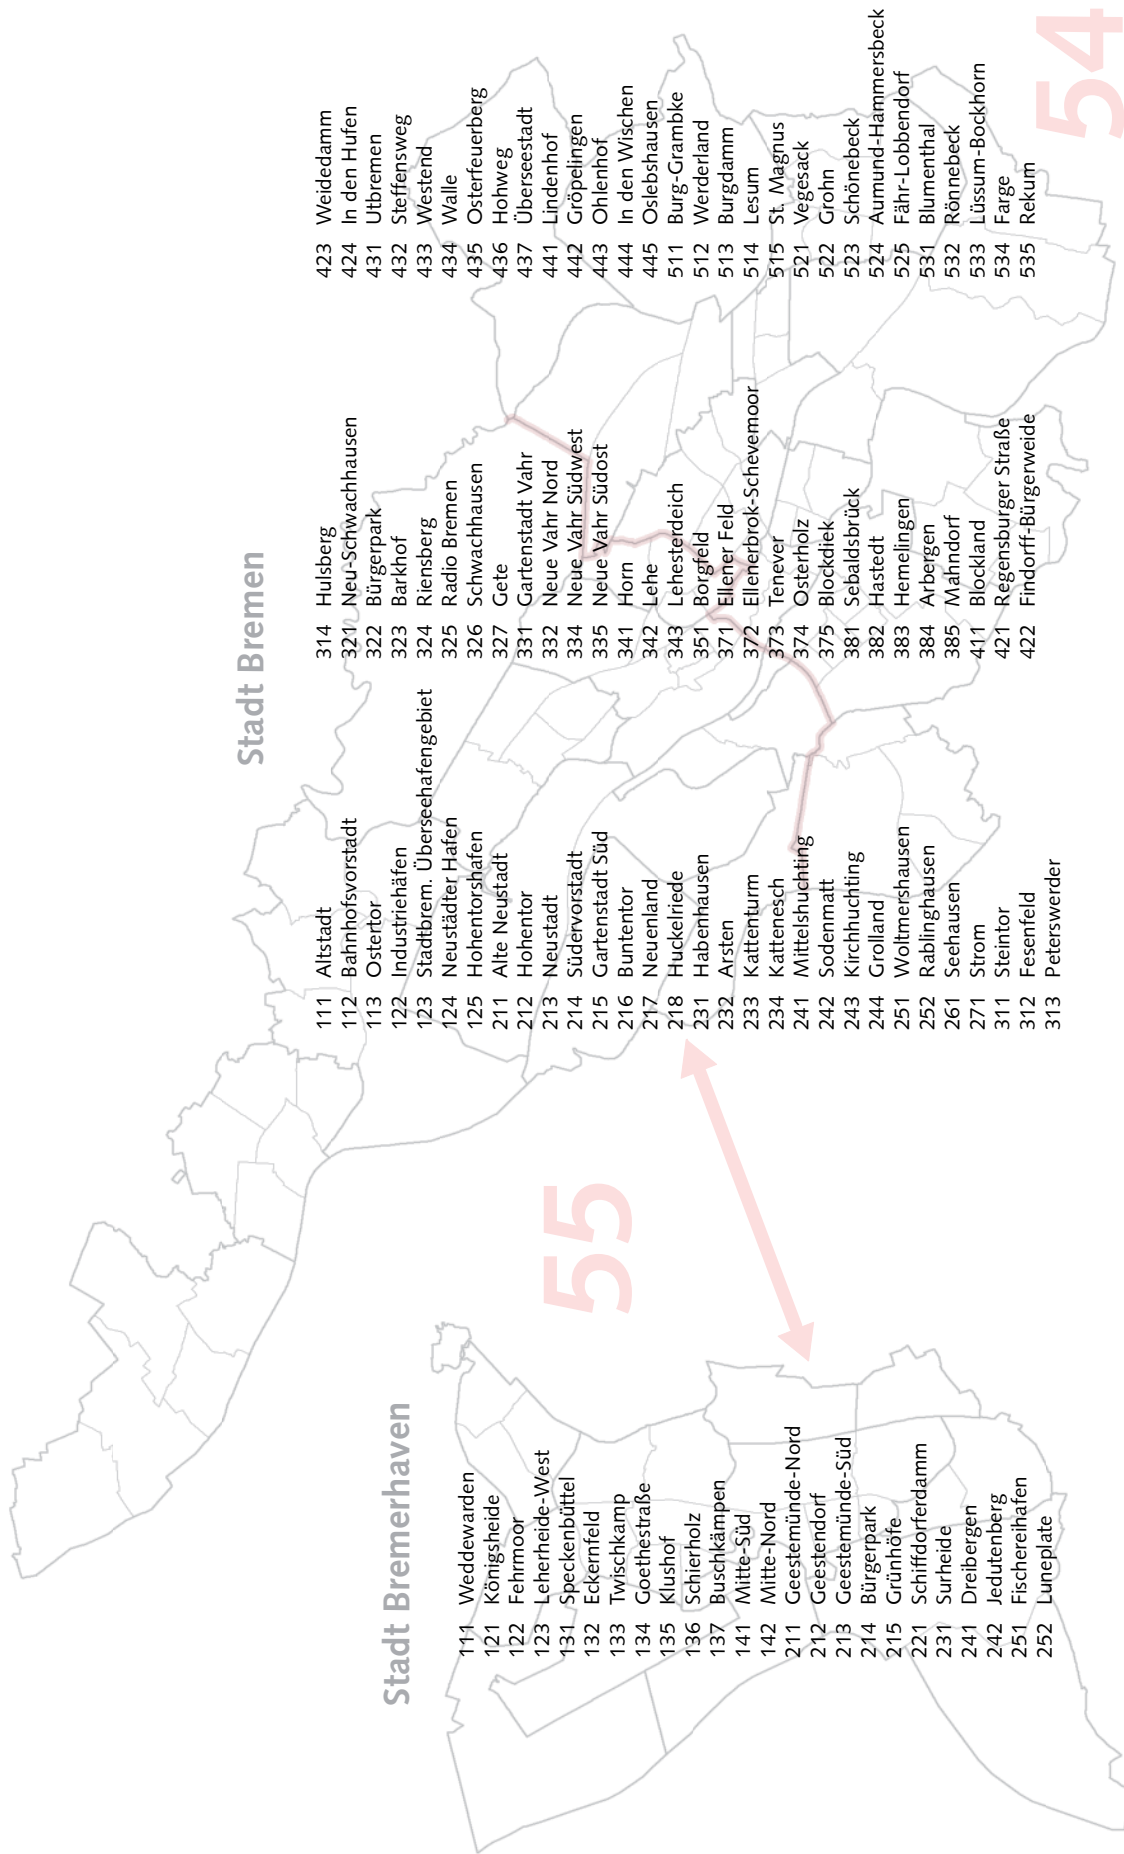 Stadt Bremen
111 Altstadt
112 Bahnhofsvorstadt
113 Ostertor
122 Industriehäfen
123 Stadtbrem. Überseehafengebiet
124 Neustädter Hafen
125 Hohentorshafen
211 Alte Neustadt
212 Hohentor
213 Neustadt
214 Südervorstadt
215 Gartenstadt Süd
216 Buntentor
217 Neuenland
218 Huckelriede
231 Habenhausen
232 Arsten
233 Kattenturm
234 Kattenesch
241 Mittelshuchting
242 Sodenmatt
243 Kirchhuchting
244 Grolland
251 Woltmershausen
252 Rablinghausen
261 Seehausen
271 Strom
311 Steintor
312 Fesenfeld
313 Peterswerder
314 Hulsberg
321 Neu-Schwachhausen
322 Bürgerpark
323 Barkhof
324 Riensberg
325 Radio Bremen
326 Schwachhausen
327 Gete
331 Gartenstadt Vahr
332 Neue Vahr Nord
334 Neue Vahr Südwest
335 Neue Vahr Südost
341 Horn
342 Lehe
343 Lehesterdeich
351 Borgfeld
371 Ellener Feld
372 Ellenerbrok-Schevemoor
373 Tenever
374 Osterholz
375 Blockdiek
381 Sebaldsbrück
382 Hastedt
383 Hemelingen
384 Arbergen
385 Mahndorf
411 Blockland
421 Regensburger Straße
422 Findorff-Bürgerweide
423 Weidedamm
424 In den Hufen
431 Utbremen
432 Steffensweg
433 Westend
434 Walle
435 Osterfeuerberg
436 Hohweg
437 Überseestadt
441 Lindenhof
442 Gröpelingen
443 Ohlenhof
444 In den Wischen
445 Oslebshausen
511 Burg-Grambke
512 Werderland
513 Burgdamm
514 Lesum
515 St. Magnus
521 Vegesack
522 Grohn
523 Schönebeck
524 Aumund-Hammersbeck
525 Fähr-Lobbendorf
531 Blumenthal
532 Rönnebeck
533 Lüssum-Bockhorn
534 Farge
535 Rekum
54
55
Stadt Bremerhaven
111 Weddewarden
121 Königsheide
122 Fehrmoor
123 Leherheide-West
131 Speckenbüttel
132 Eckernfeld
133 Twischkamp
134 Goethestraße
135 Klushof
136 Schierholz
137 Buschkämpen
141 Mitte-Süd
142 Mitte-Nord
211 Geestemünde-Nord
212 Geestendorf
213 Geestemünde-Süd
214 Bürgerpark
215 Grünhöfe
221 Schiffdorferdamm
231 Surheide
241 Dreibergen
242 Jedutenberg
251 Fischereihafen
252 Luneplate